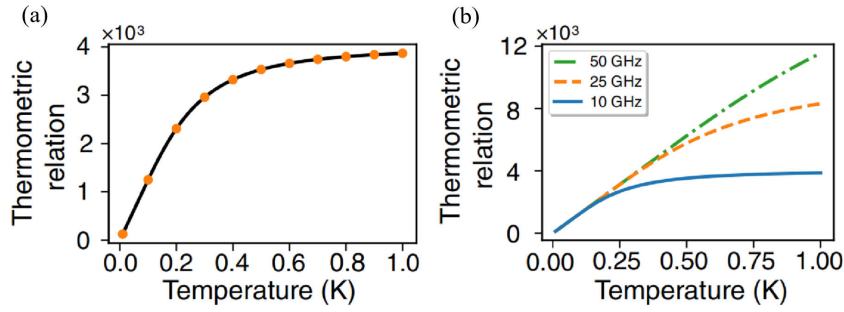 (a)
×10³
4
3
2
1
0
Thermometric
relation
0.0 0.2 0.4 0.6 0.8 1.0
Temperature (K)
(b)
×10³
12
8
4
0
Thermometric
relation
50 GHz
25 GHz
10 GHz
0.00 0.25 0.50 0.75 1.00
Temperature (K)